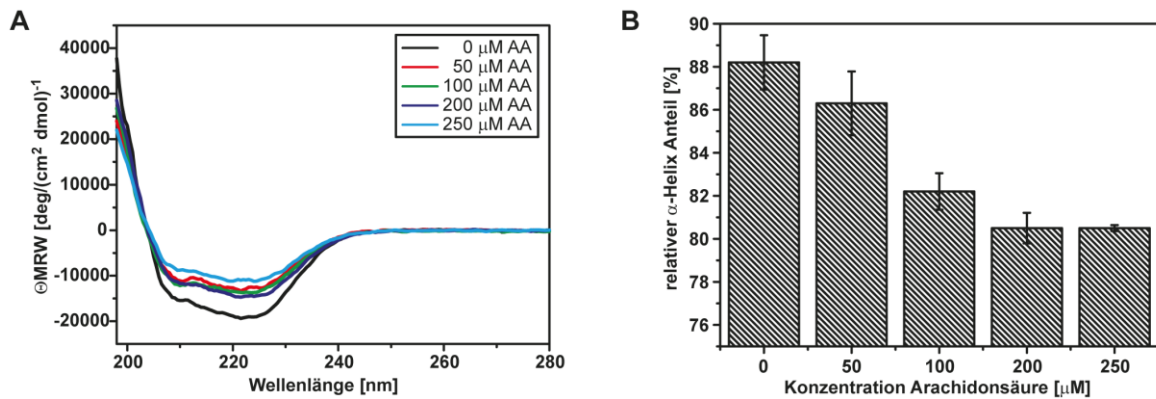 A
40000
30000
20000
10000
0
-10000
-20000
ΘMRW [deg/(cm² dmol)⁻¹
200
220
240
260
280
Wellenlänge [nm]
0 µM AA
50 µM AA
100 µM AA
200 µM AA
250 µM AA
B
90
88
86
84
82
80
78
76
relativer α-Helix Anteil [%]
0
50
100
200
250
Konzentration Arachidonsäure [µM]